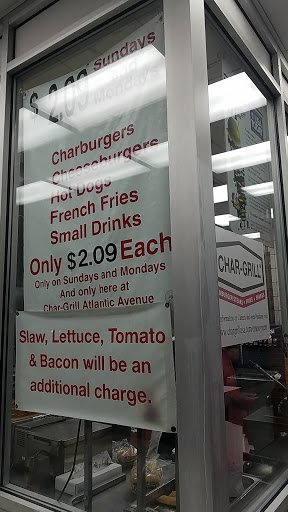 $2.09 Sundays
and
Mondays
Charburgers
Cheeseburgers
Hot Dogs
French Fries
Small Drinks
Only $2.09 Each
Only on Sundays and Mondays
And only here at
Char-Grill Atlantic Avenue
Slaw, Lettuce, Tomato
& Bacon will be an
additional charge.
CHAR-GRILL